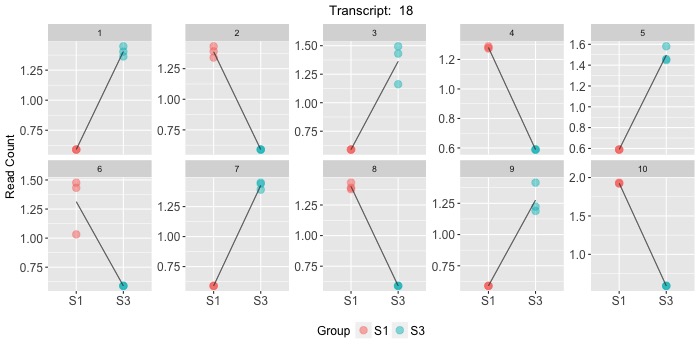 Transcript: 18
Read Count
1 2 3 4 5
1.25 1.00 0.75
1.25 1.00 0.75
1.50 1.25 1.00 0.75
1.2 1.0 0.8 0.6
1.6 1.4 1.2 1.0 0.8 0.6
6 7 8 9 10
1.50 1.25 1.00 0.75
1.25 1.00 0.75
1.25 1.00 0.75
1.25 1.00 0.75
2.0 1.5 1.0
S1 S3 S1 S3 S1 S3 S1 S3 S1 S3
Group S1 S3